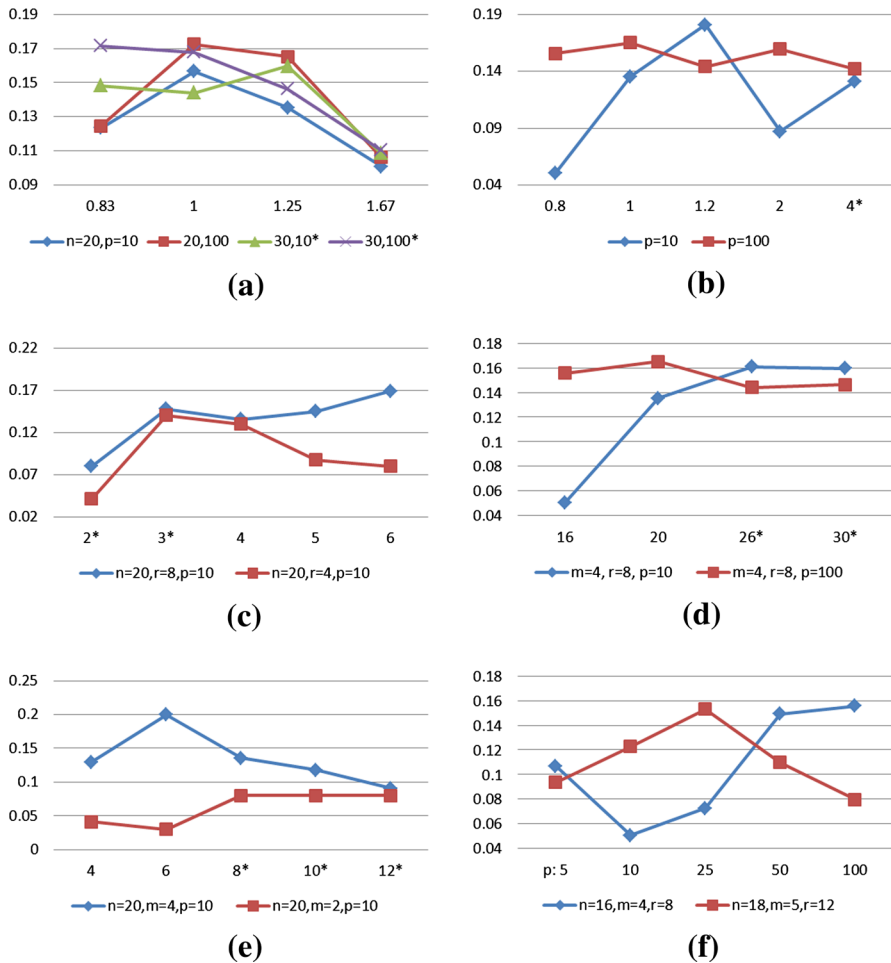 0.19
0.17
0.15
0.13
0.11
0.09
0.83 1 1.25 1.67
n=20,p=10 20,100 30,10* 30,100*
(a)
0.19
0.14
0.09
0.04
0.8 1 1.2 2 4*
p=10 p=100
(b)
0.22
0.17
0.12
0.07
0.02
2* 3* 4 5 6
n=20,r=8,p=10 n=20,r=4,p=10
(c)
0.18
0.16
0.14
0.12
0.1
0.08
0.06
0.04
16 20 26* 30*
m=4, r=8, p=10 m=4, r=8, p=100
(d)
0.25
0.2
0.15
0.1
0.05
0
4 6 8* 10* 12*
n=20,m=4,p=10 n=20,m=2,p=10
(e)
0.18
0.16
0.14
0.12
0.1
0.08
0.06
0.04
p: 5 10 25 50 100
n=16,m=4,r=8 n=18,m=5,r=12
(f)